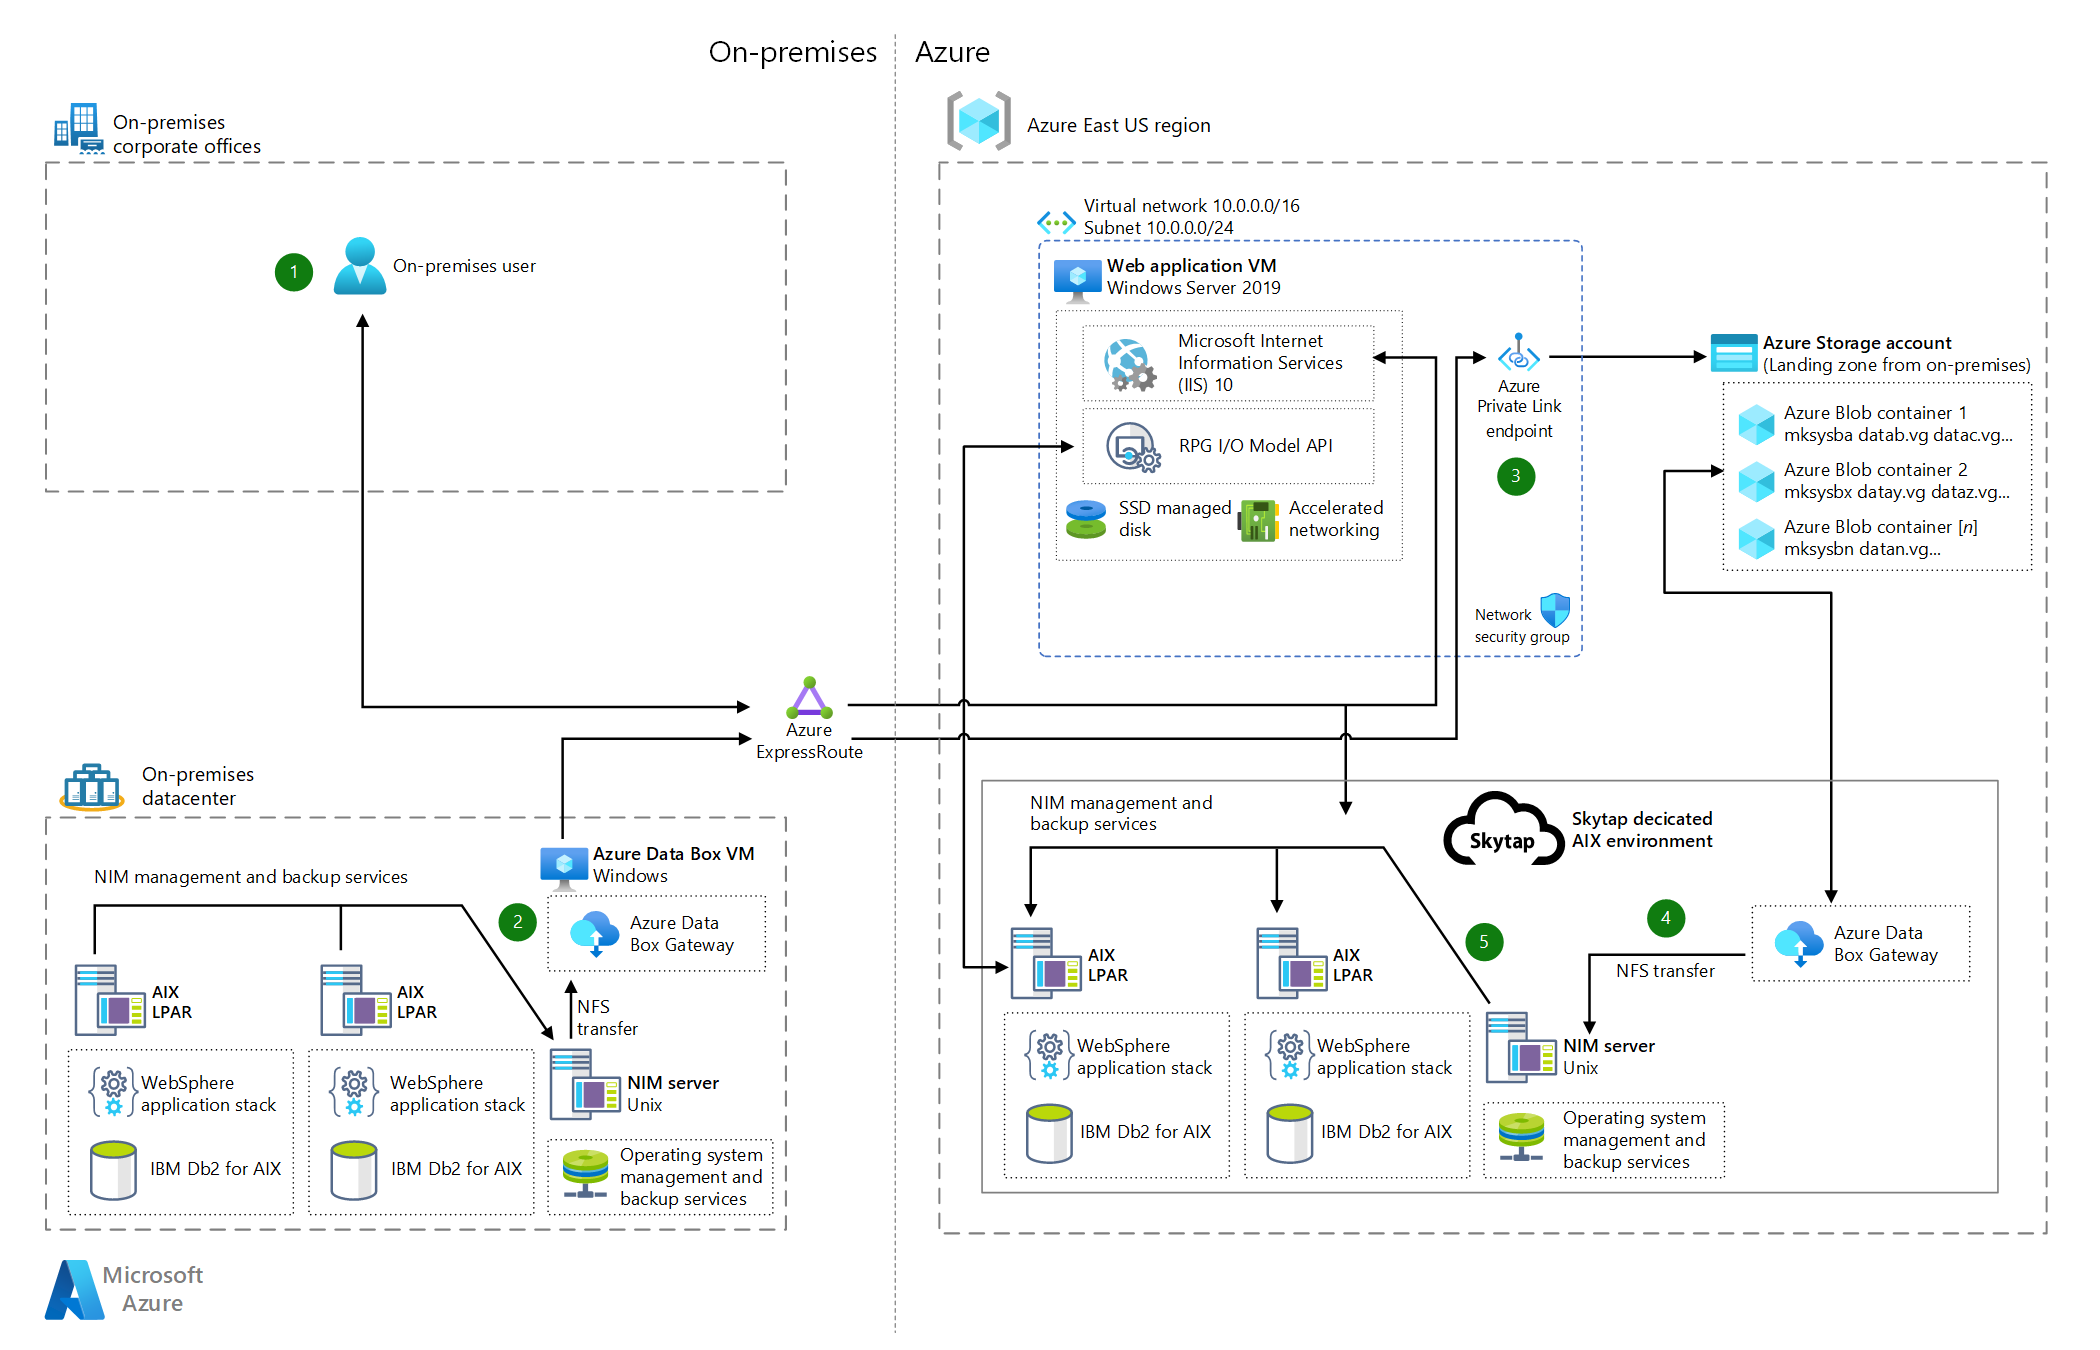 On-premises
Azure
On-premises
corporate offices
Azure East US region
1
On-premises user
Virtual network 10.0.0.0/16
Subnet 10.0.0.0/24
Web application VM
Windows Server 2019
Microsoft Internet
Information Services
(IIS) 10
RPG I/O Model API
SSD managed
disk
Accelerated
networking
Azure
Private Link
endpoint
3
Network
security group
Azure Storage account
(Landing zone from on-premises)
Azure Blob container 1
mksysba datab.vg datac.vg...
Azure Blob container 2
mksysbx datay.vg dataz.vg...
Azure Blob container [n]
mksysbn datan.vg...
Azure
ExpressRoute
On-premises
datacenter
NIM management and backup services
2
Azure Data Box VM
Windows
Azure Data
Box Gateway
NFS
transfer
AIX
LPAR
AIX
LPAR
WebSphere
application stack
IBM Db2 for AIX
WebSphere
application stack
IBM Db2 for AIX
NIM server
Unix
Operating system
management and
backup services
NIM management and
backup services
Skytap
Skytap decicated
AIX environment
AIX
LPAR
AIX
LPAR
5
4
NFS transfer
Azure Data
Box Gateway
WebSphere
application stack
IBM Db2 for AIX
WebSphere
application stack
IBM Db2 for AIX
NIM server
Unix
Operating system
management and
backup services
Microsoft
Azure